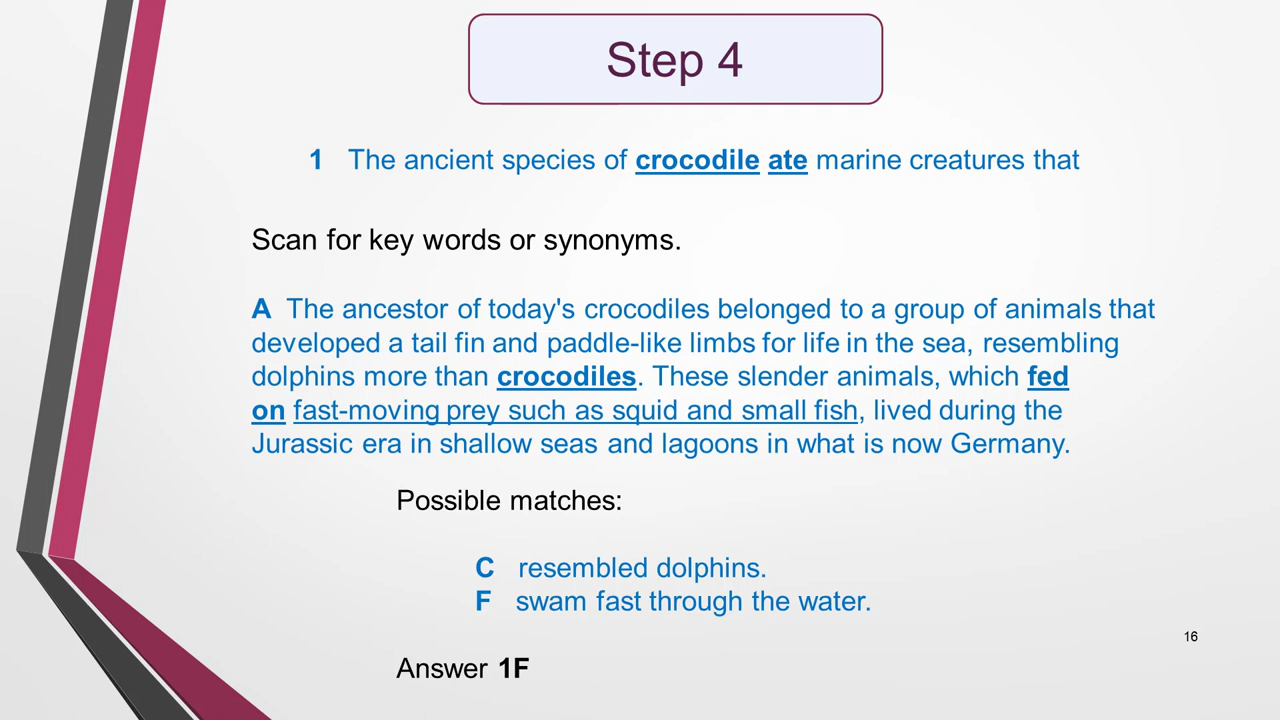 Step 4
1 The ancient species of crocodile ate marine creatures that
Scan for key words or synonyms.
A The ancestor of today's crocodiles belonged to a group of animals that
developed a tail fin and paddle-like limbs for life in the sea, resembling
dolphins more than crocodiles. These slender animals, which fed
on fast-moving prey such as squid and small fish, lived during the
Jurassic era in shallow seas and lagoons in what is now Germany.
Possible matches:
C resembled dolphins.
F swam fast through the water.
16
Answer 1F